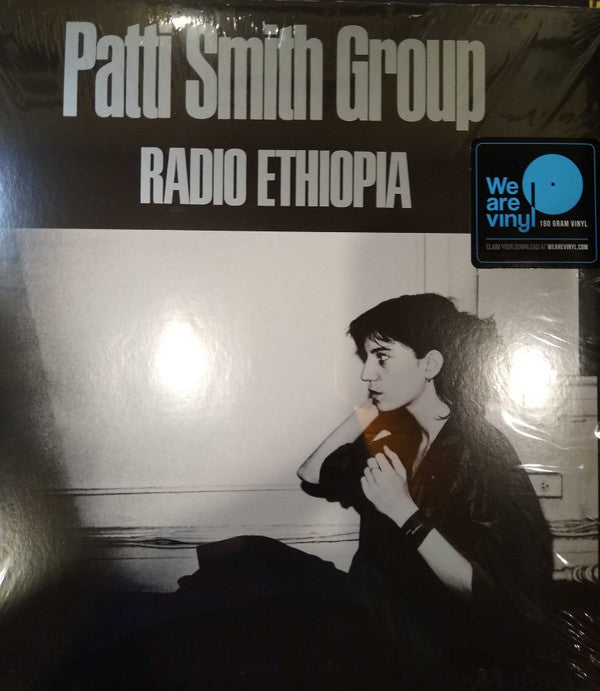 Patti Smith Group
RADIO ETHIOPIA
We
are
vinyl
180 GRAM VINYL
CLAIM YOUR DOWNLOAD AT WEAREVINYL.COM